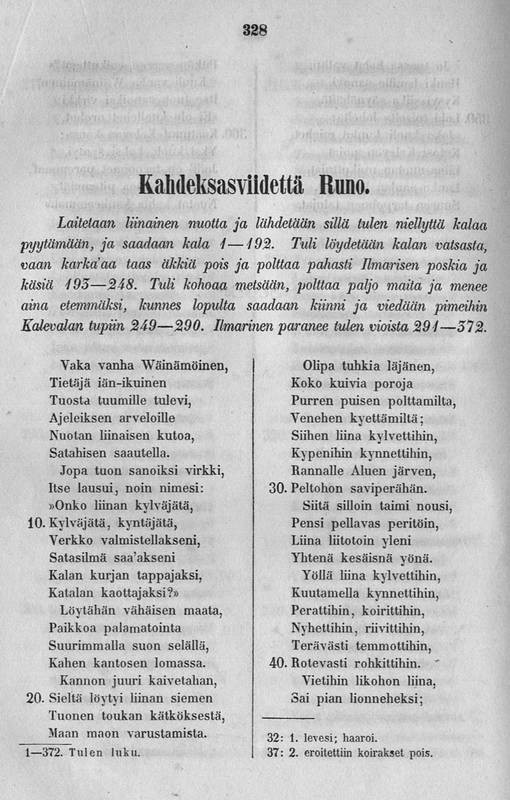 328
Kahdeksasviidettä Runo.
Laitetaan liinainen nuotta ja lähdetään sillä tulen niellyttä kalaa
pyytämään, ja saadaan kala 1—192. Tuli löydetään kalan vatsasta,
vaan karka'aa taas äkkiä pois ja polttaa pahasti Ilmarisen poskia ja
käsiä 193—248. Tuli kohoaa metsään, polttaa paljo maita ja menee
aina etemmäksi, kunnes lopulta saadaan kiinni ja viedään pimeihin
Kalevalan tupiin 249—290. Ilmarinen paranee tulen vioista 291—372.
Vaka vanha Wäinämöinen,
Tietäjä iän-ikuinen
Tuosta tuumille tulevi,
Ajeleiksen arveloille
Nuotan liinaisen kutoa,
Satahisen saautella.
Jopa tuon sanoiksi virkki,
Itse lausui, noin nimesi:
»Onko liinan kylväjätä,
10. Kylväjätä, kyntäjätä,
Verkko valmistellakseni,
Satasilmä saa'akseni
Kalan kurjan tappajaksi,
Katalan kaottajaksi?»
Löytähän vähäisen maata,
Paikkoa palamatointa
Suurimmalla suon selällä,
Kahen kantosen lomassa.
Kannon juuri kaivetahan,
20. Sieltä löytyi liinan siemen
Tuonen toukan kätköksestä,
Maan maon varustamista.
1—372. Tulen luku.
Olipa tuhkia läjänen,
Koko kuivia poroja
Purren puisen polttamilta,
Venehen kyettämiltä;
Siihen liina kylvettihin,
Kypenihin kynnettihin,
Rannalle Aluen järven,
30. Peltohon saviperähän.
Siitä silloin taimi nousi,
Pensi pellavas peritöin,
Liina liitotoin yleni
Yhtenä kesäisnä yönä.
Yöllä liina kylvettihin,
Kuutamella kynnettihin,
Perattihin, koirittihin,
Nyhettihin, riivittihin,
Terävästi temmottihin,
40. Rotevasti rohkittihin.
Vietihin likohon liina,
Sai pian lionneheksi;
32: 1. levesi; haaroi.
37: 2. eroitettiin koirakset pois.